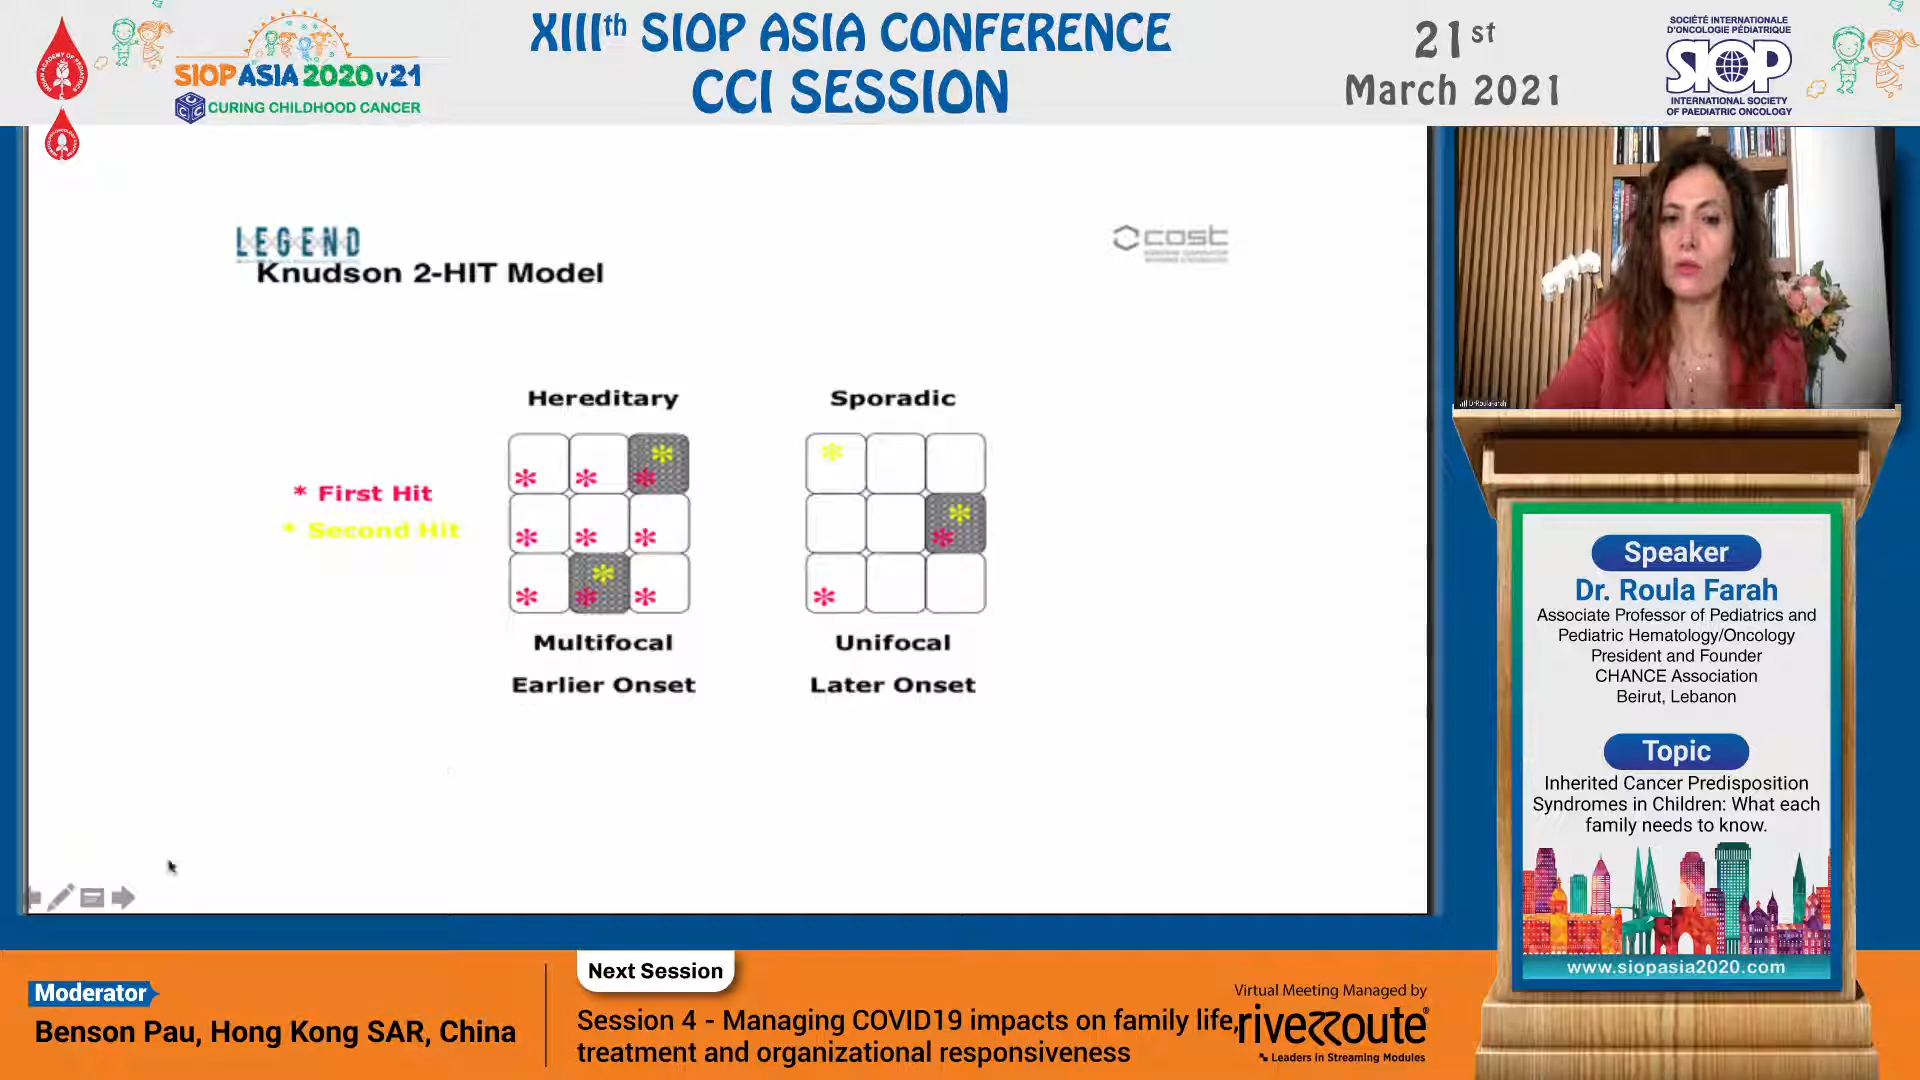 XIIIth SIOP ASIA CONFERENCE
CCI SESSION
21st
March 2021
SIOP ASIA 2020 v21
CURING CHILDHOOD CANCER
SOCIÉTÉ INTERNATIONALE
D'ONCOLOGIE PÉDIATRIQUE
SIOP
INTERNATIONAL SOCIETY
OF PAEDIATRIC ONCOLOGY
LEGEND
cost
Knudson 2-HIT Model
Hereditary
Sporadic
* First Hit
* Second Hit
Multifocal
Unifocal
Earlier Onset
Later Onset
Speaker
Dr. Roula Farah
Associate Professor of Pediatrics and
Pediatric Hematology/Oncology
President and Founder
CHANCE Association
Beirut, Lebanon
Topic
Inherited Cancer Predisposition
Syndromes in Children: What each
family needs to know.
www.siopasia2020.com
Moderator
Benson Pau, Hong Kong SAR, China
Next Session
Session 4 - Managing COVID19 impacts on family life,
treatment and organizational responsiveness
Virtual Meeting Managed by
riveRRoute
Leaders in Streaming Modules